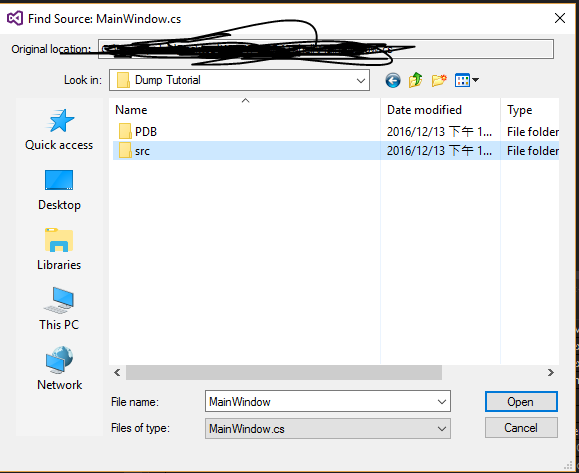 Find Source: MainWindow.cs
Original location:
Look in: Dump Tutorial
Name Date modified Type
PDB 2016/12/13 下午 1... File folder
src 2016/12/13 下午 1... File folder
Quick access
Desktop
Libraries
This PC
Network
File name: MainWindow Open
Files of type: MainWindow.cs Cancel